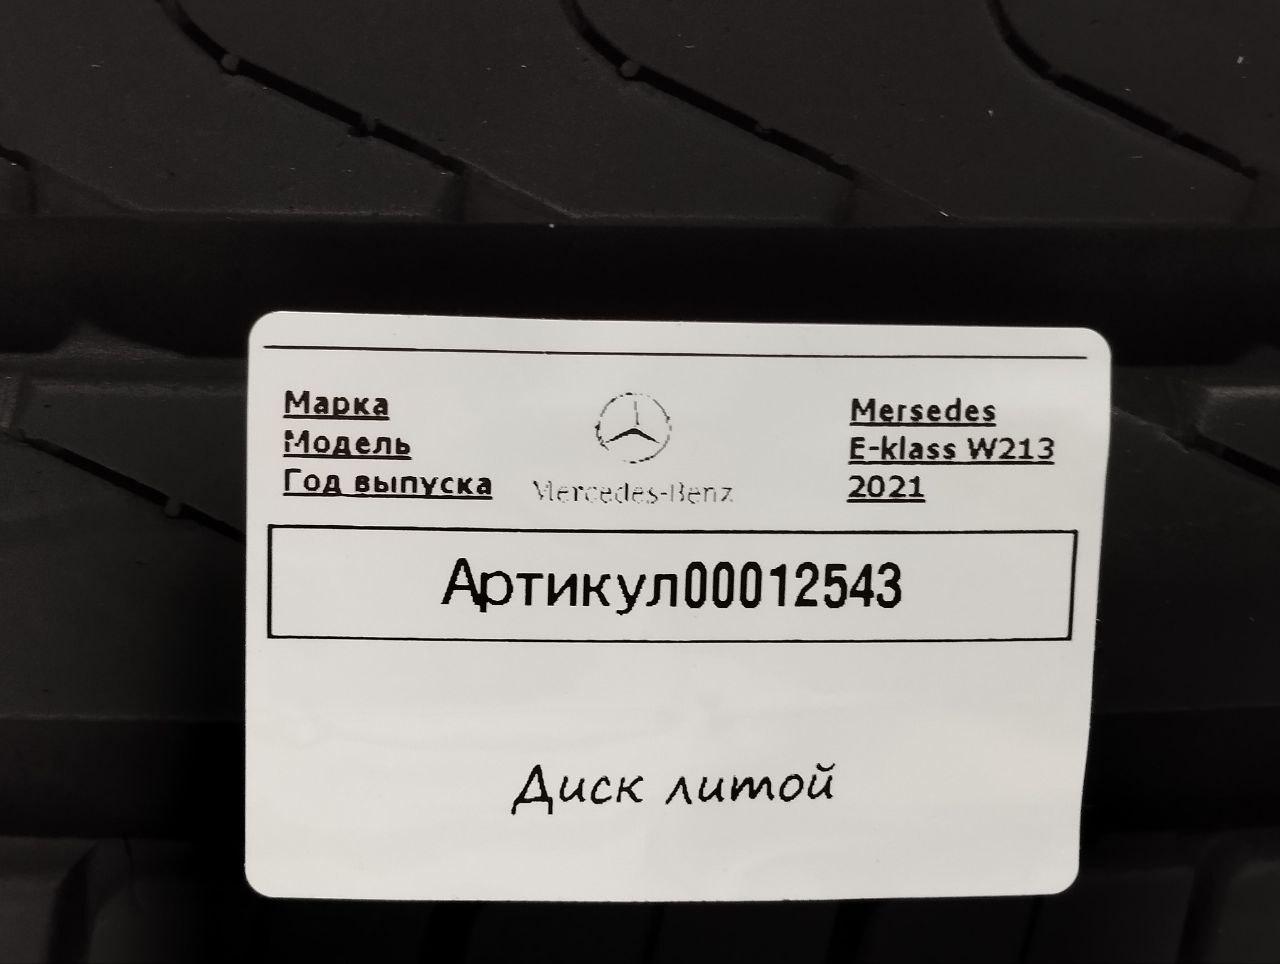 Марка Mersedes
Модель E-klass W213
Год выпуска 2021
Mercedes-Benz
Артикул00012543
Диск литой